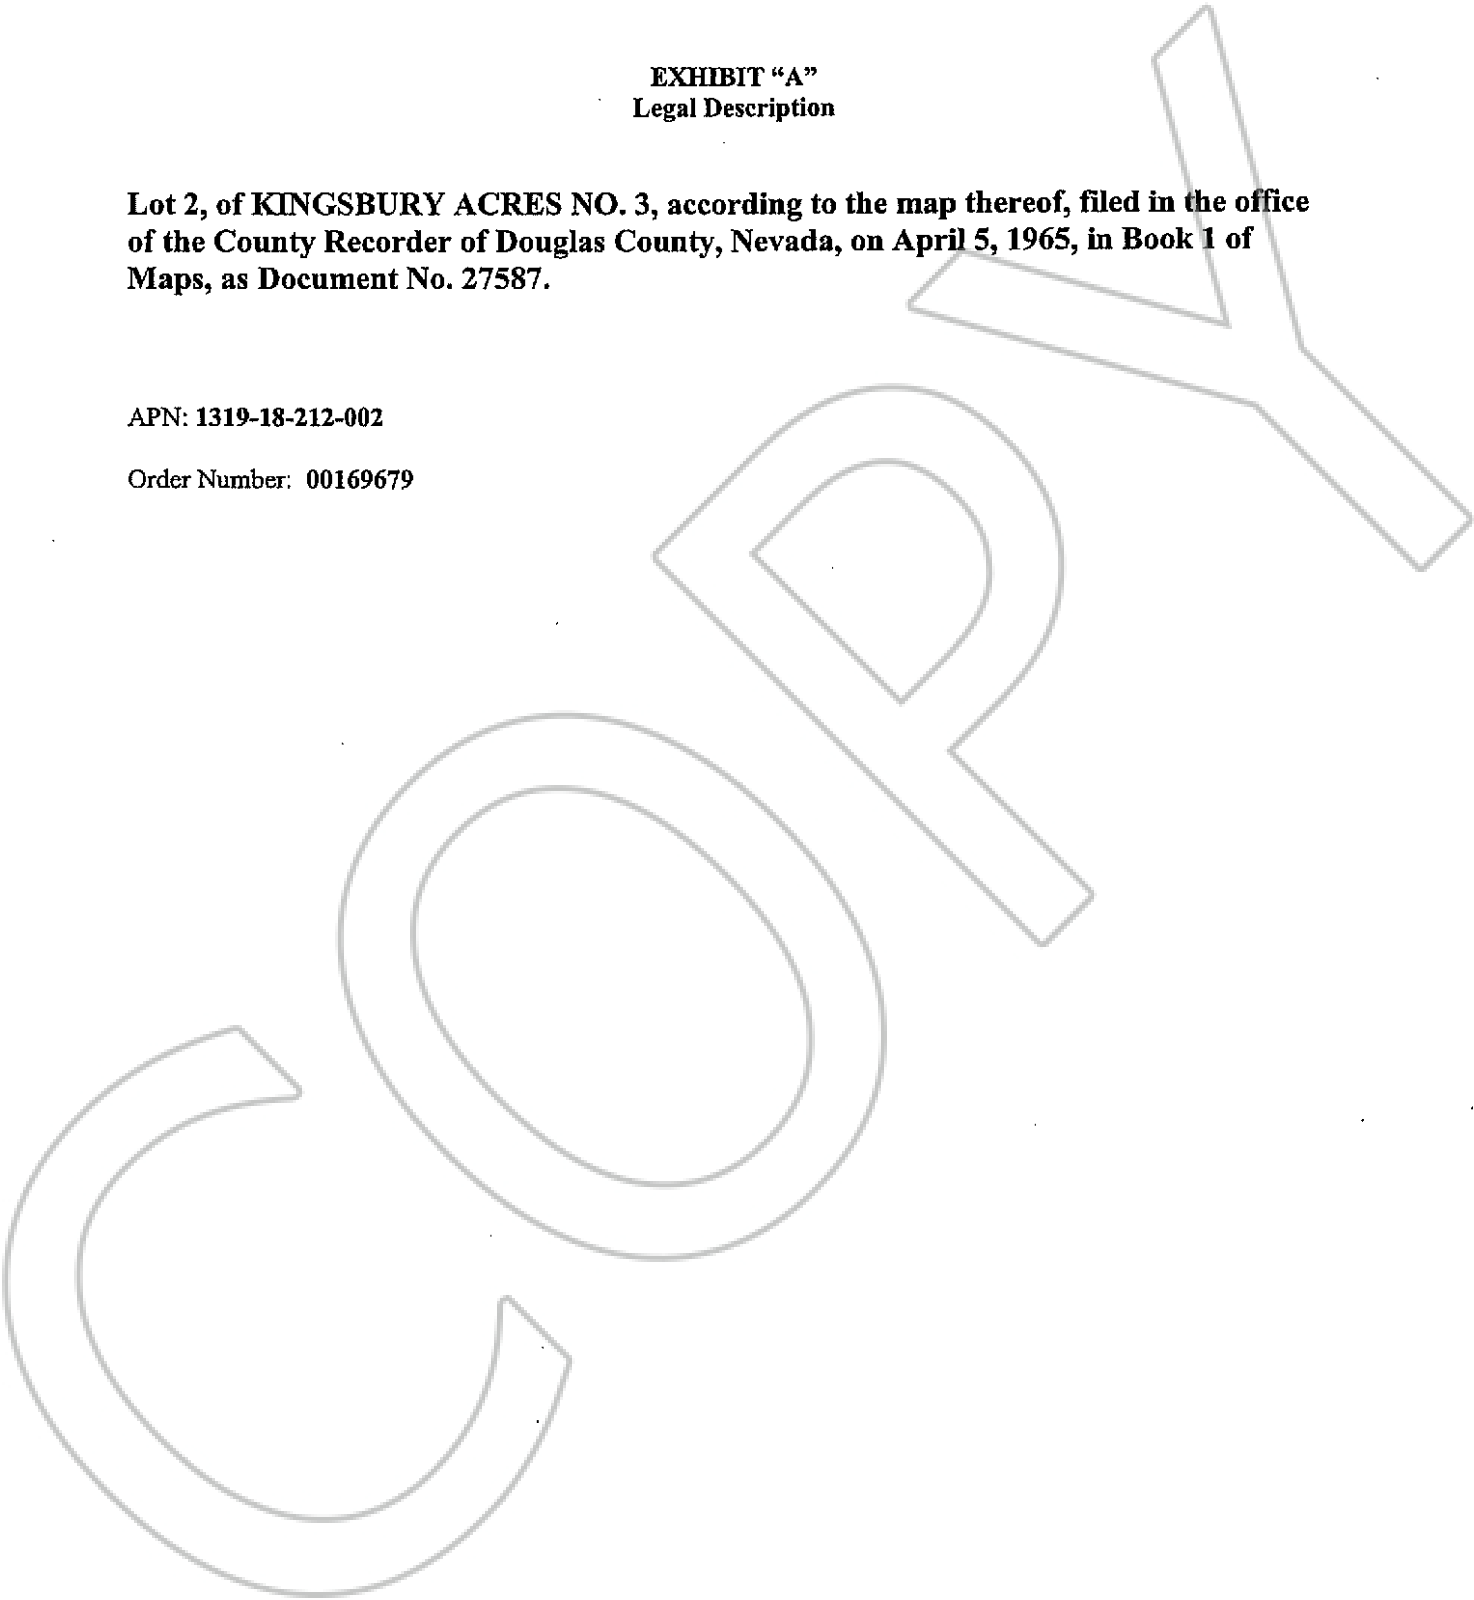 EXHIBIT “A”
Legal Description
Lot 2, of KINGSBURY ACRES NO. 3, according to the map thereof, filed in the office
of the County Recorder of Douglas County, Nevada, on April 5, 1965, in Book 1 of
Maps, as Document No. 27587.
APN: 1319-18-212-002
Order Number: 00169679
COPY